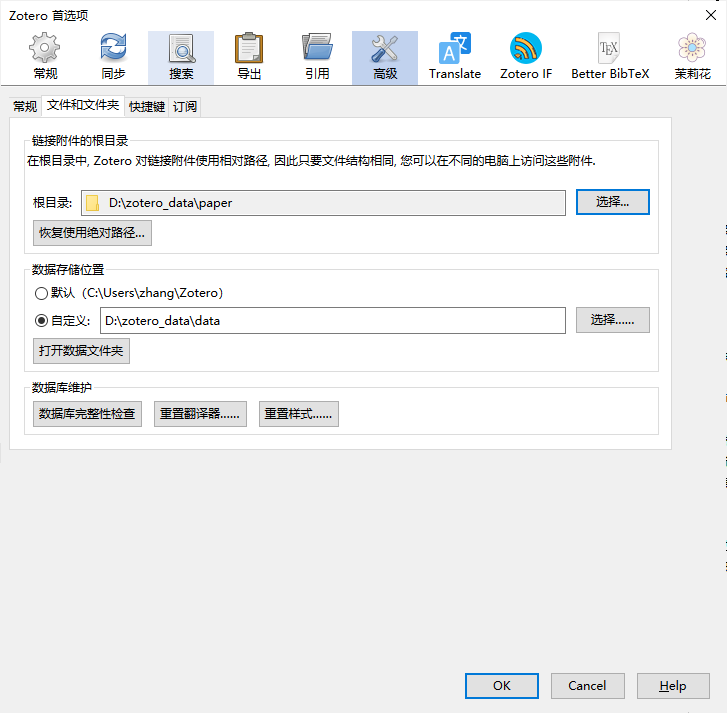 Zotero 首选项
常规 同步 搜索 导出 引用 高级 Translate Zotero IF Better BibTeX 茉莉花
常规 文件和文件夹 快捷键 订阅
链接附件的根目录
在根目录中, Zotero 对链接附件使用相对路径, 因此只要文件结构相同, 您可以在不同的电脑上访问这些附件.
根目录: D:\zotero_data\paper 选择...
恢复使用绝对路径...
数据存储位置
默认（C:\Users\zhang\Zotero）
自定义: D:\zotero_data\data 选择......
打开数据文件夹
数据库维护
数据库完整性检查 重置翻译器...... 重置样式......
OK Cancel Help